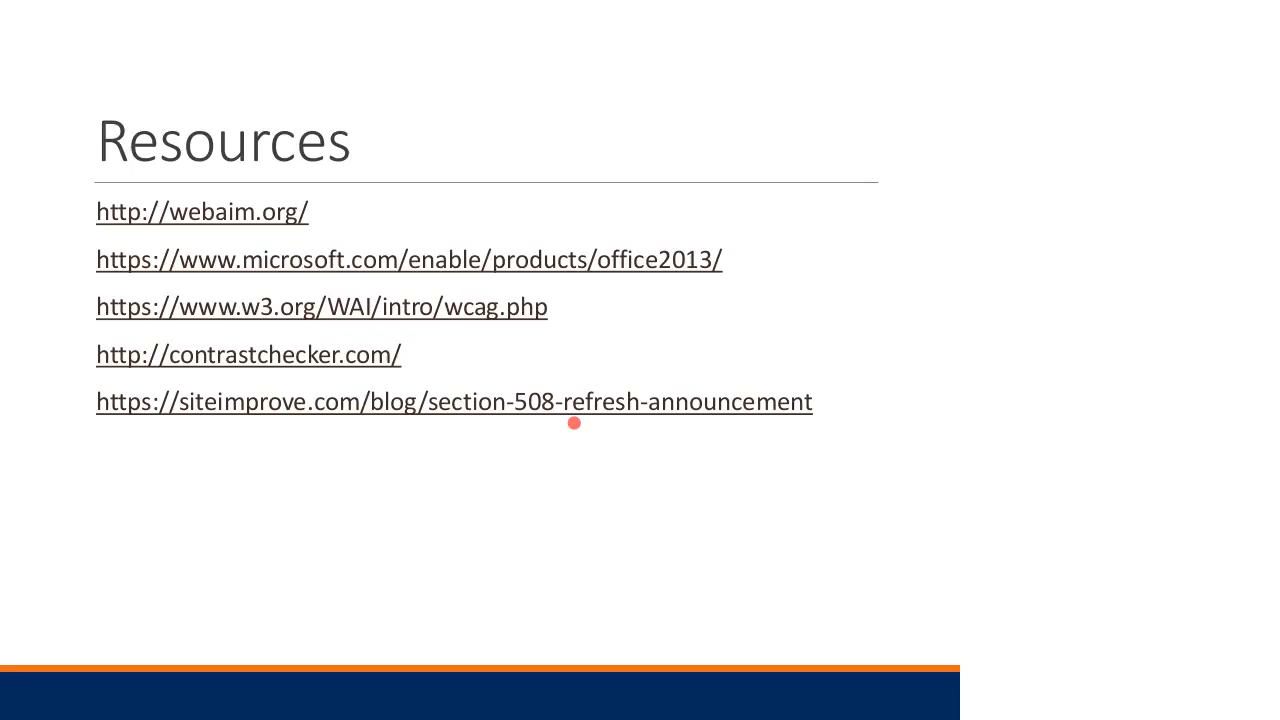 Resources
http://webaim.org/
https://www.microsoft.com/enable/products/office2013/
https://www.w3.org/WAI/intro/wcag.php
http://contrastchecker.com/
https://siteimprove.com/blog/section-508-refresh-announcement